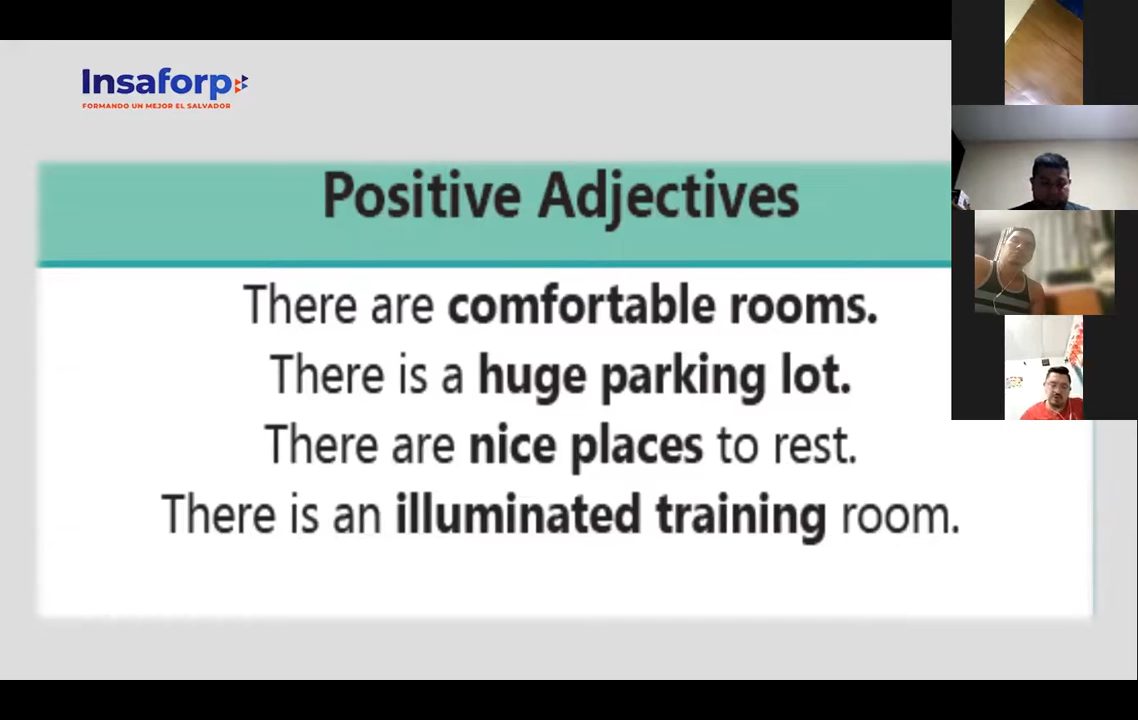 Insaforp
FORMANDO UN MEJOR EL SALVADOR
Positive Adjectives
There are comfortable rooms.
There is a huge parking lot.
There are nice places to rest.
There is an illuminated training room.